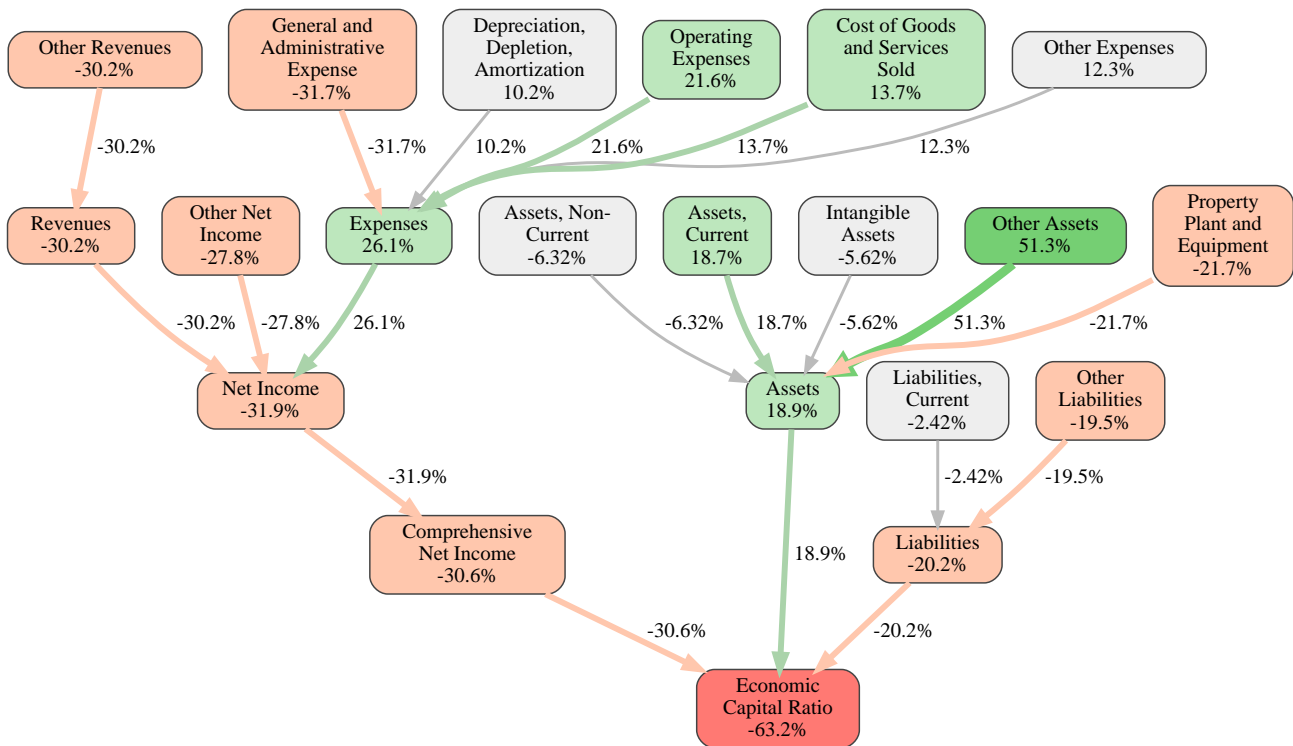 Other Revenues
-30.2%
General and
Administrative
Expense
-31.7%
Depreciation,
Depletion,
Amortization
10.2%
Operating
Expenses
21.6%
Cost of Goods
and Services
Sold
13.7%
Other Expenses
12.3%
-30.2%
-31.7%
10.2%
21.6%
13.7%
12.3%
Revenues
-30.2%
Other Net
Income
-27.8%
Expenses
26.1%
Assets, Non-
Current
-6.32%
Assets,
Current
18.7%
Intangible
Assets
-5.62%
Other Assets
51.3%
Property
Plant and
Equipment
-21.7%
-30.2%
-27.8%
26.1%
-6.32%
18.7%
-5.62%
51.3%
-21.7%
Net Income
-31.9%
Assets
18.9%
Liabilities,
Current
-2.42%
Other
Liabilities
-19.5%
-31.9%
-2.42%
-19.5%
Comprehensive
Net Income
-30.6%
18.9%
Liabilities
-20.2%
-30.6%
-20.2%
Economic
Capital Ratio
-63.2%